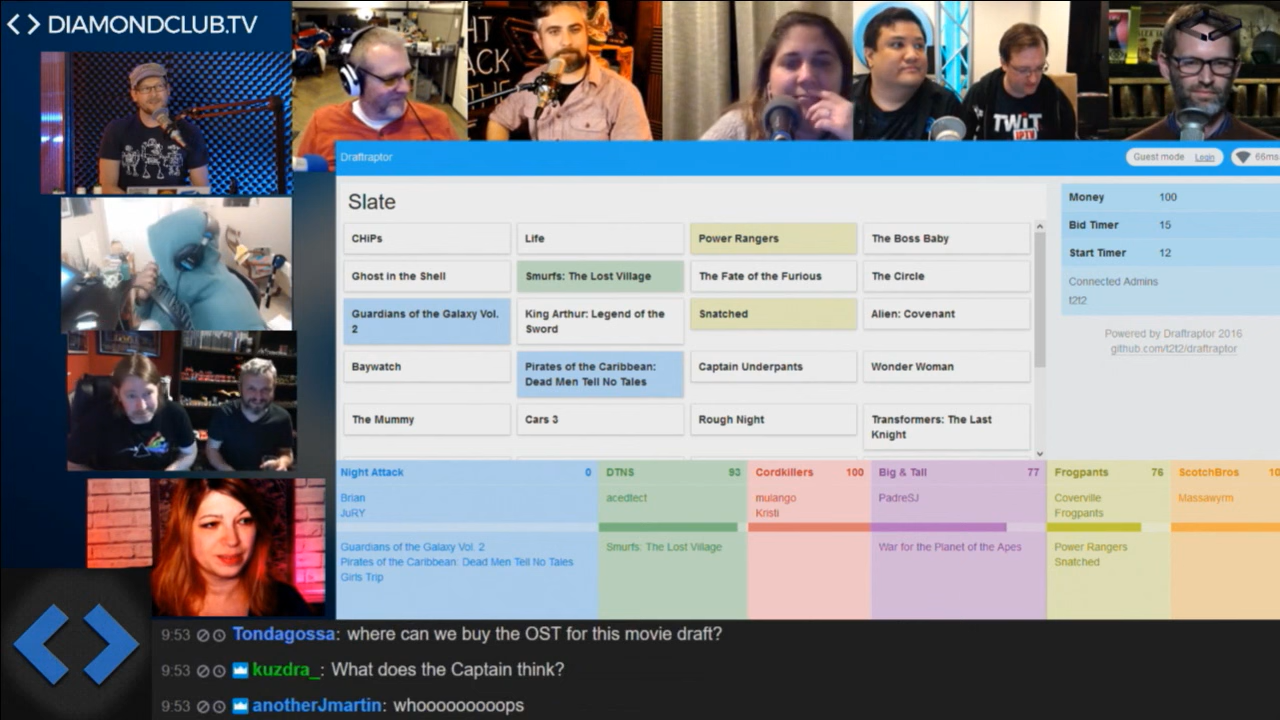 DIAMONDCLUB.TV
HT
ACK
THE
TWiT
IPTV
Draftraptor
Guest mode Login 66ms
Slate
CHiPs Life Power Rangers The Boss Baby
Ghost in the Shell Smurfs: The Lost Village The Fate of the Furious The Circle
Guardians of the Galaxy Vol.
2
King Arthur: Legend of the
Sword
Snatched Alien: Covenant
Baywatch
Pirates of the Caribbean:
Dead Men Tell No Tales
Captain Underpants Wonder Woman
The Mummy Cars 3 Rough Night
Transformers: The Last
Knight
Money 100
Bid Timer 15
Start Timer 12
Connected Admins
t2t2
Powered by Draftraptor 2016
github.com/t2t2/draftraptor
Night Attack 0
Brian
JuRY
Guardians of the Galaxy Vol. 2
Pirates of the Caribbean: Dead Men Tell No Tales
Girls Trip
DTNS 93
acedtect
Smurfs: The Lost Village
Cordkillers 100
mulango
Kristi
Big & Tall 77
PadreSJ
War for the Planet of the Apes
Frogpants 76
Coverville
Frogpants
Power Rangers
Snatched
ScotchBros 10
Massawyrm
9:53 Tondagossa: where can we buy the OST for this movie draft?
9:53 kuzdra_: What does the Captain think?
9:53 anotherJmartin: whooooooooops